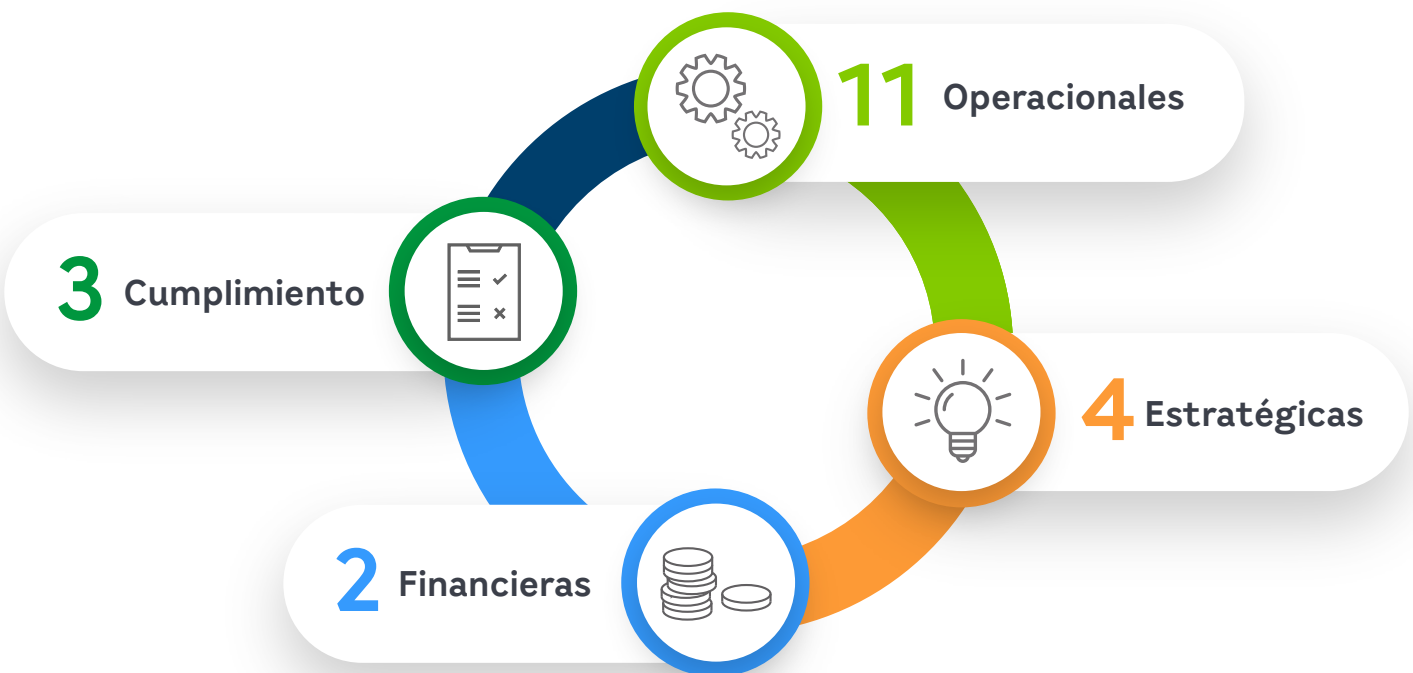 11 Operacionales
3 Cumplimiento
4 Estratégicas
2 Financieras